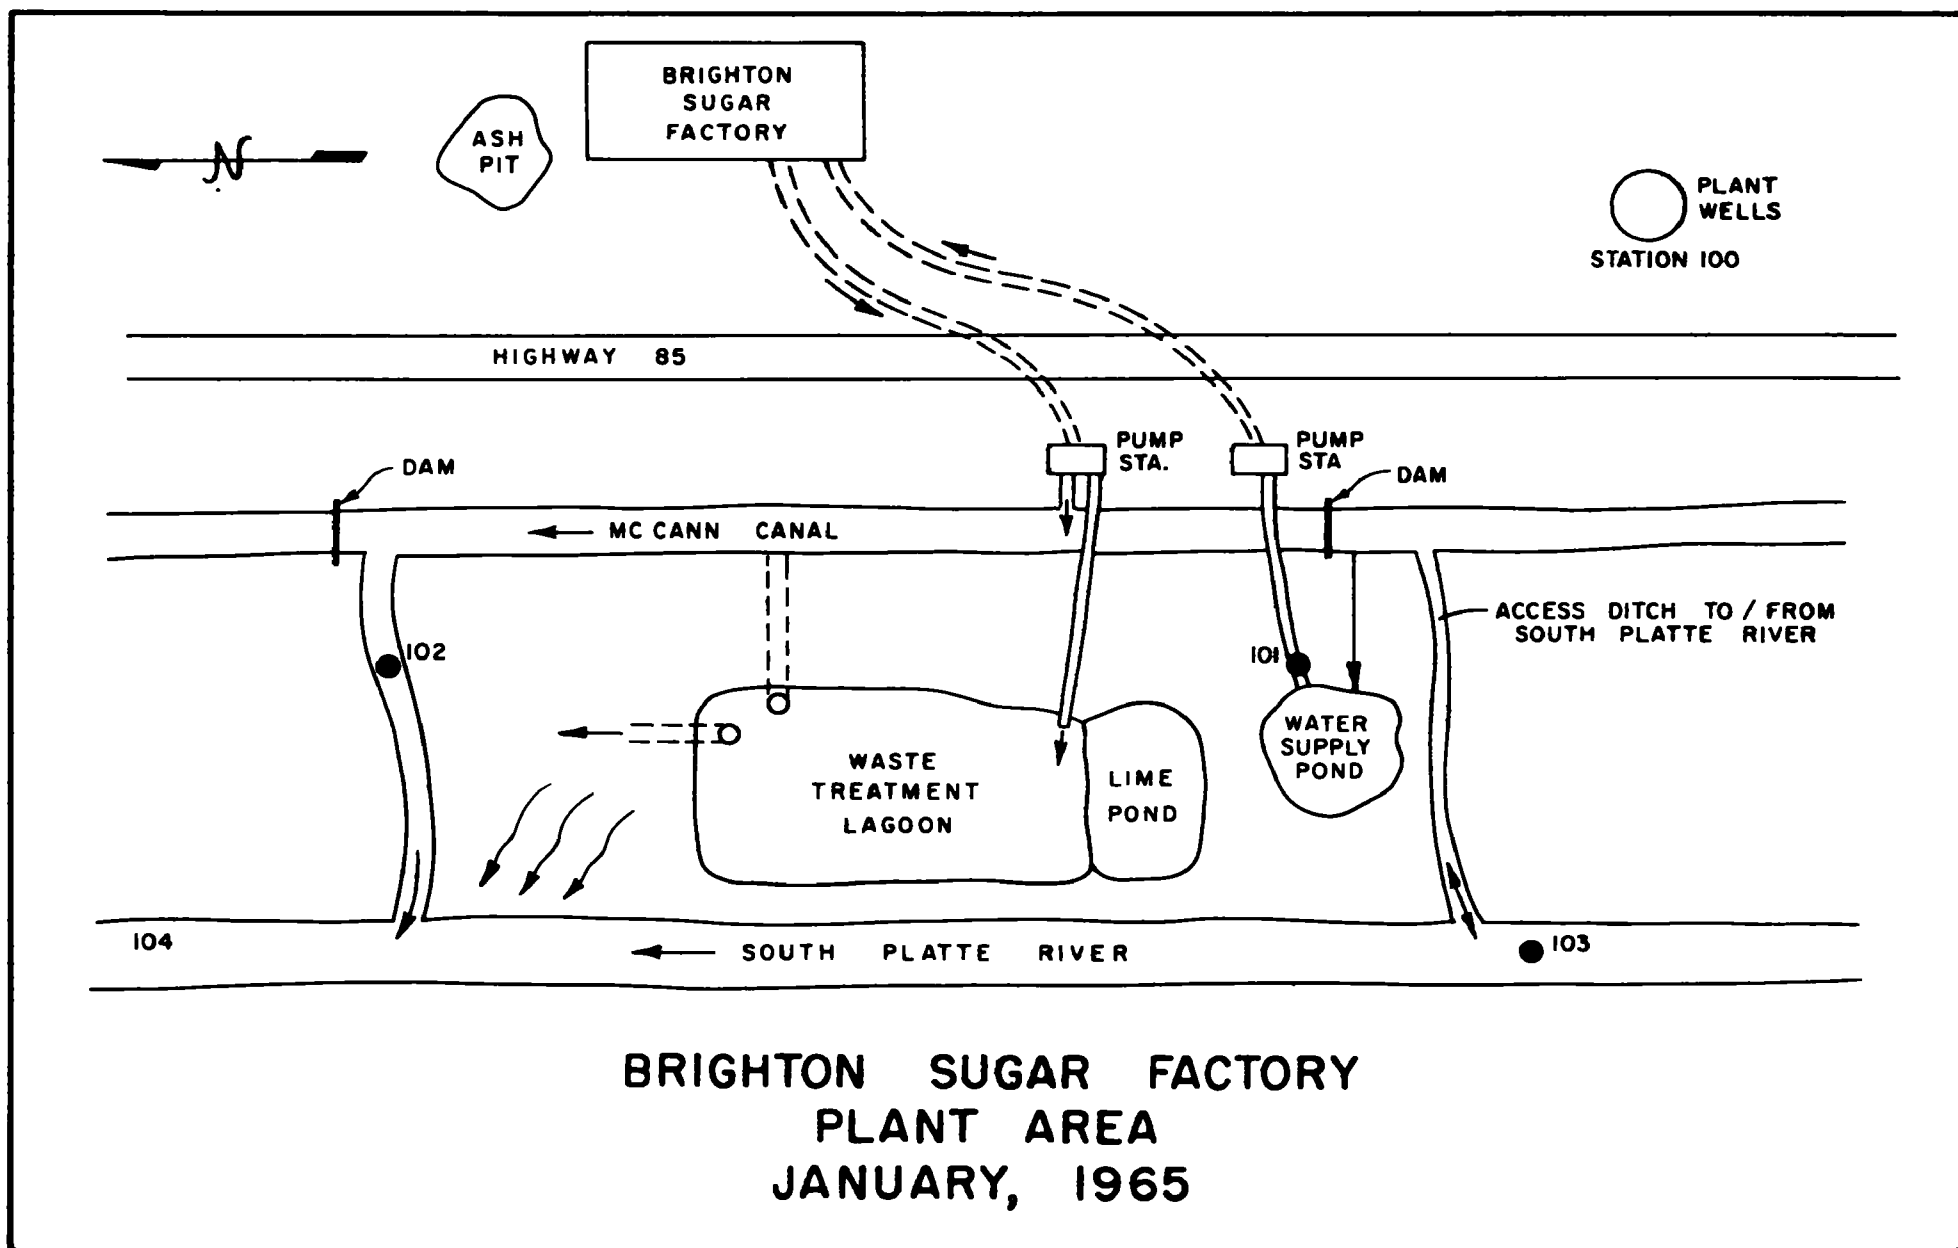 BRIGHTON
SUGAR
FACTORY
ASH
PIT
N
PLANT
WELLS
STATION 100
HIGHWAY 85
PUMP
STA.
PUMP
STA
DAM
DAM
MC CANN CANAL
ACCESS DITCH TO / FROM
SOUTH PLATTE RIVER
102
101
WATER
SUPPLY
POND
WASTE
TREATMENT
LAGOON
LIME
POND
104
SOUTH PLATTE RIVER
103
BRIGHTON SUGAR FACTORY
PLANT AREA
JANUARY, 1965